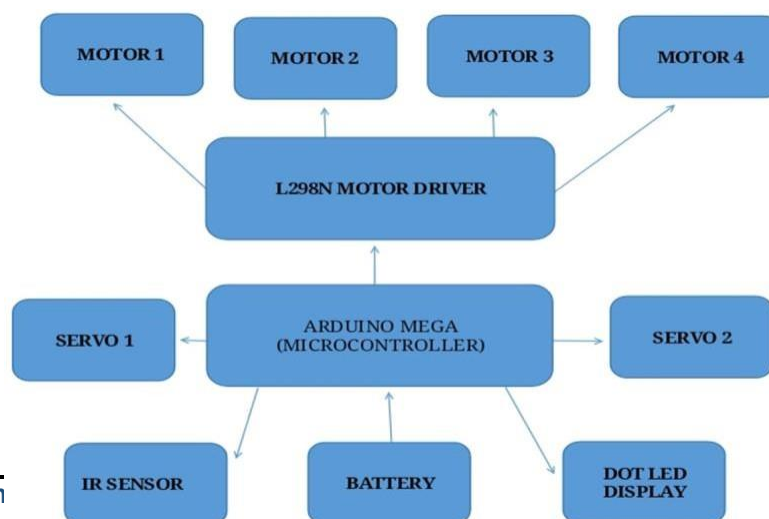 MOTOR 1
MOTOR 2
MOTOR 3
MOTOR 4
L298N MOTOR DRIVER
ARDUINO MEGA
(MICROCONTROLLER)
SERVO 1
SERVO 2
IR SENSOR
BATTERY
DOT LED
DISPLAY